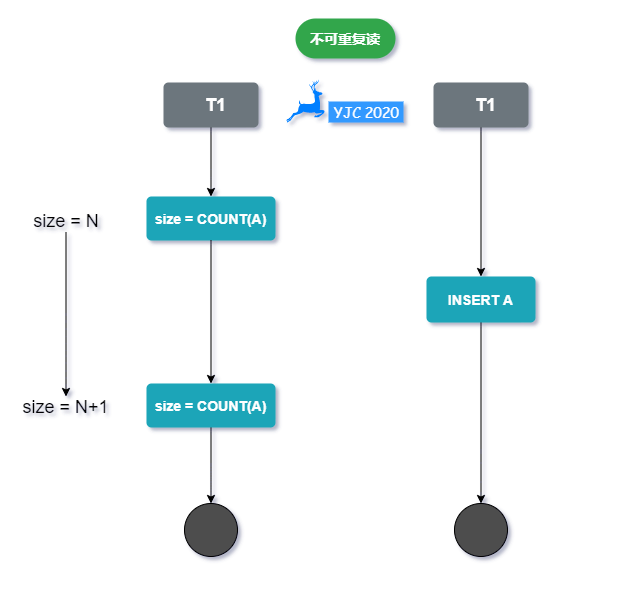 不可重复读
T1
YJC 2020
T1
size = N
size = COUNT(A)
INSERT A
size = N+1
size = COUNT(A)